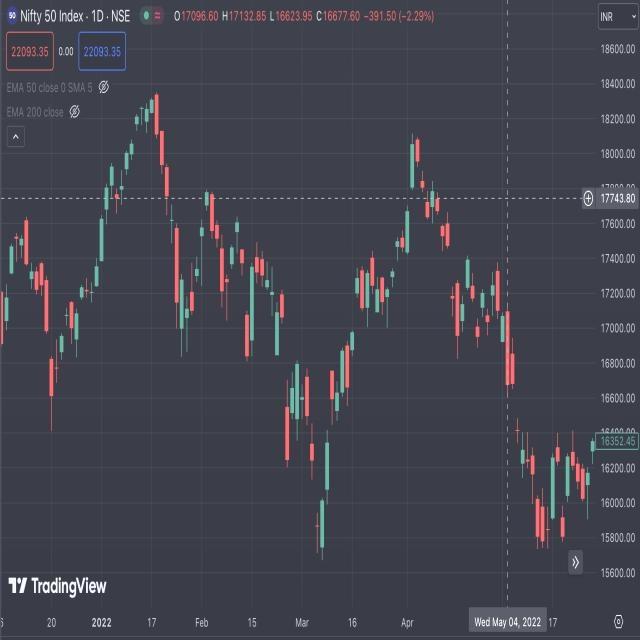 50 Nifty 50 Index · 1D · NSE O17096.60 H17132.85 L16623.95 C16677.60 −391.50 (−2.29%) INR
22093.35 0.00 22093.35
EMA 50 close 0 SMA 5
EMA 200 close
18600.00
18400.00
18200.00
18000.00
17743.80
17600.00
17400.00
17200.00
17000.00
16800.00
16600.00
16400.00
16352.45
16200.00
16000.00
15800.00
15600.00
TradingView
6 20 2022 17 Feb 15 Mar 16 Apr Wed May 04, 2022 17